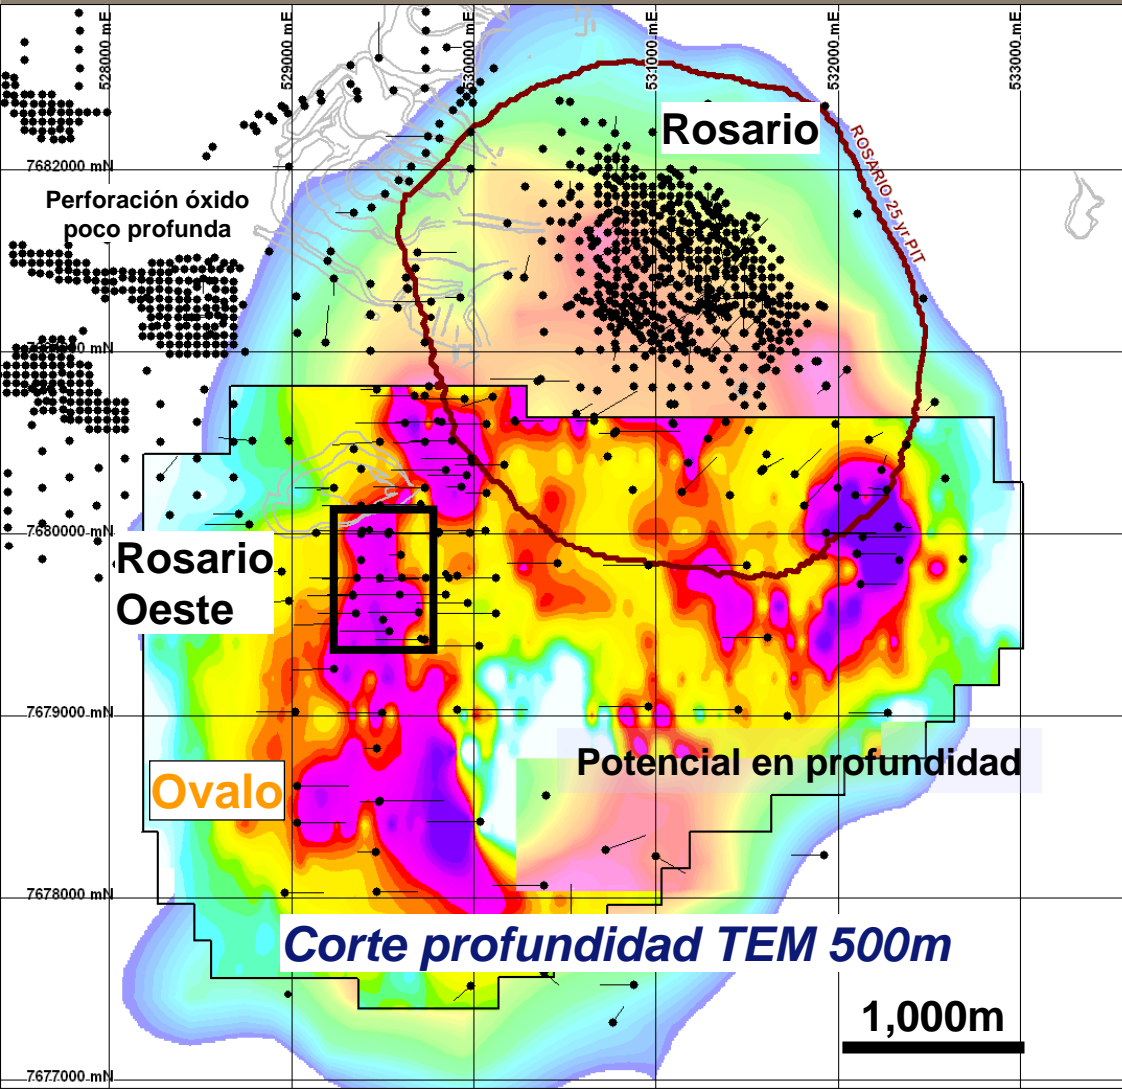 528000 mE
529000 mE
530000 mE
531000 mE
532000 mE
533000 mE
Rosario
ROSARIO 25 yr PIT
7682000 mN
Perforación óxido
poco profunda
7680000 mN
Rosario
Oeste
7679000 mN
Potencial en profundidad
Ovalo
7678000 mN
Corte profundidad TEM 500m
1,000m
7677000 mN